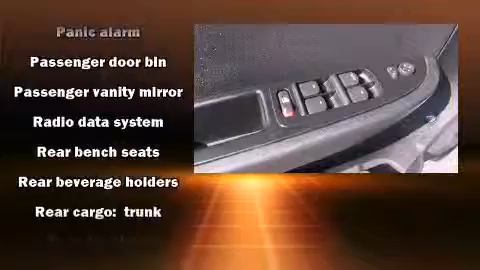 Panic alarm
Passenger door bin
Passenger vanity mirror
Radio data system
Rear bench seats
Rear beverage holders
Rear cargo: trunk